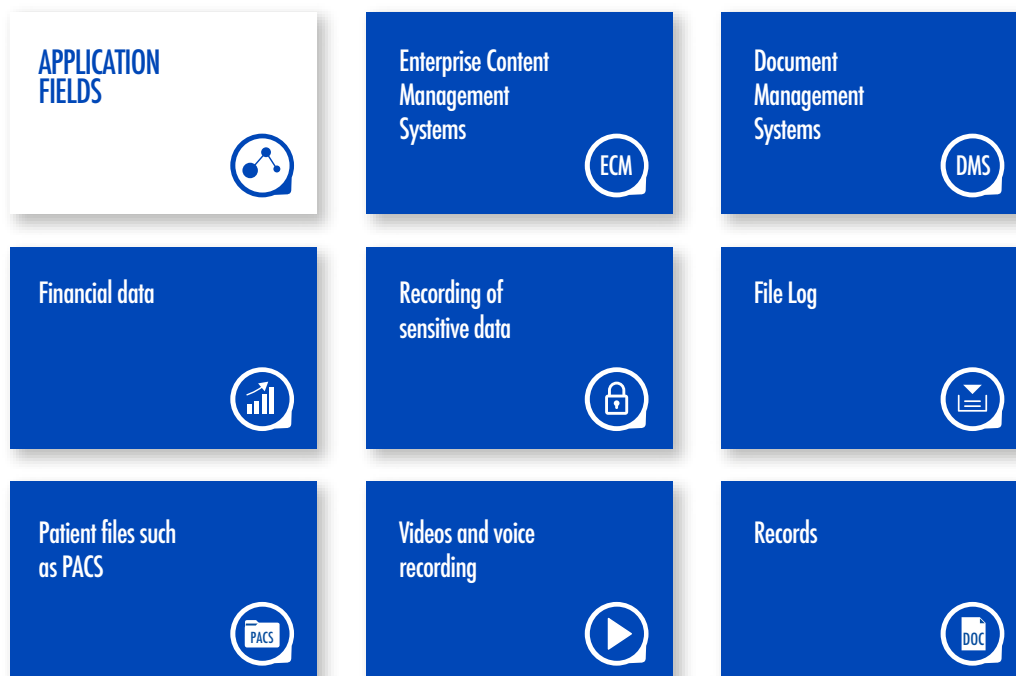 APPLICATION
FIELDS
Enterprise Content
Management
Systems
ECM
Document
Management
Systems
DMS
Financial data
Recording of
sensitive data
File Log
Patient files such
as PACS
PACS
Videos and voice
recording
Records
DOC